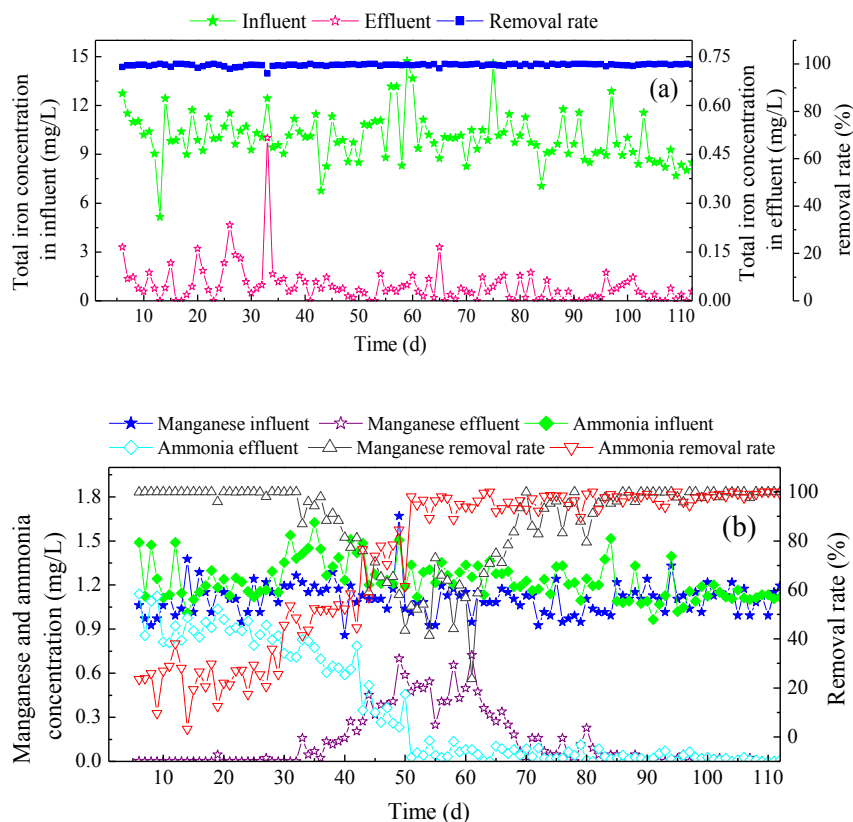 Influent Effluent Removal rate
15 0.75
(a) 100
12 0.60
80
9 0.45
60
6 0.30
40
3 0.15
20
0 0.00 0
10 20 30 40 50 60 70 80 90 100 110
Time (d)
Total iron concentration
in influent (mg/L)
Total iron concentration
in effluent (mg/L)
removal rate (%)
Manganese influent Manganese effluent Ammonia influent
Ammonia effluent Manganese removal rate Ammonia removal rate
1.8 100
(b)
1.5 80
1.2 60
0.9 40
0.6 20
0.3 0
0.0
10 20 30 40 50 60 70 80 90 100 110
Time (d)
Manganese and ammonia
concentration (mg/L)
Removal rate (%)